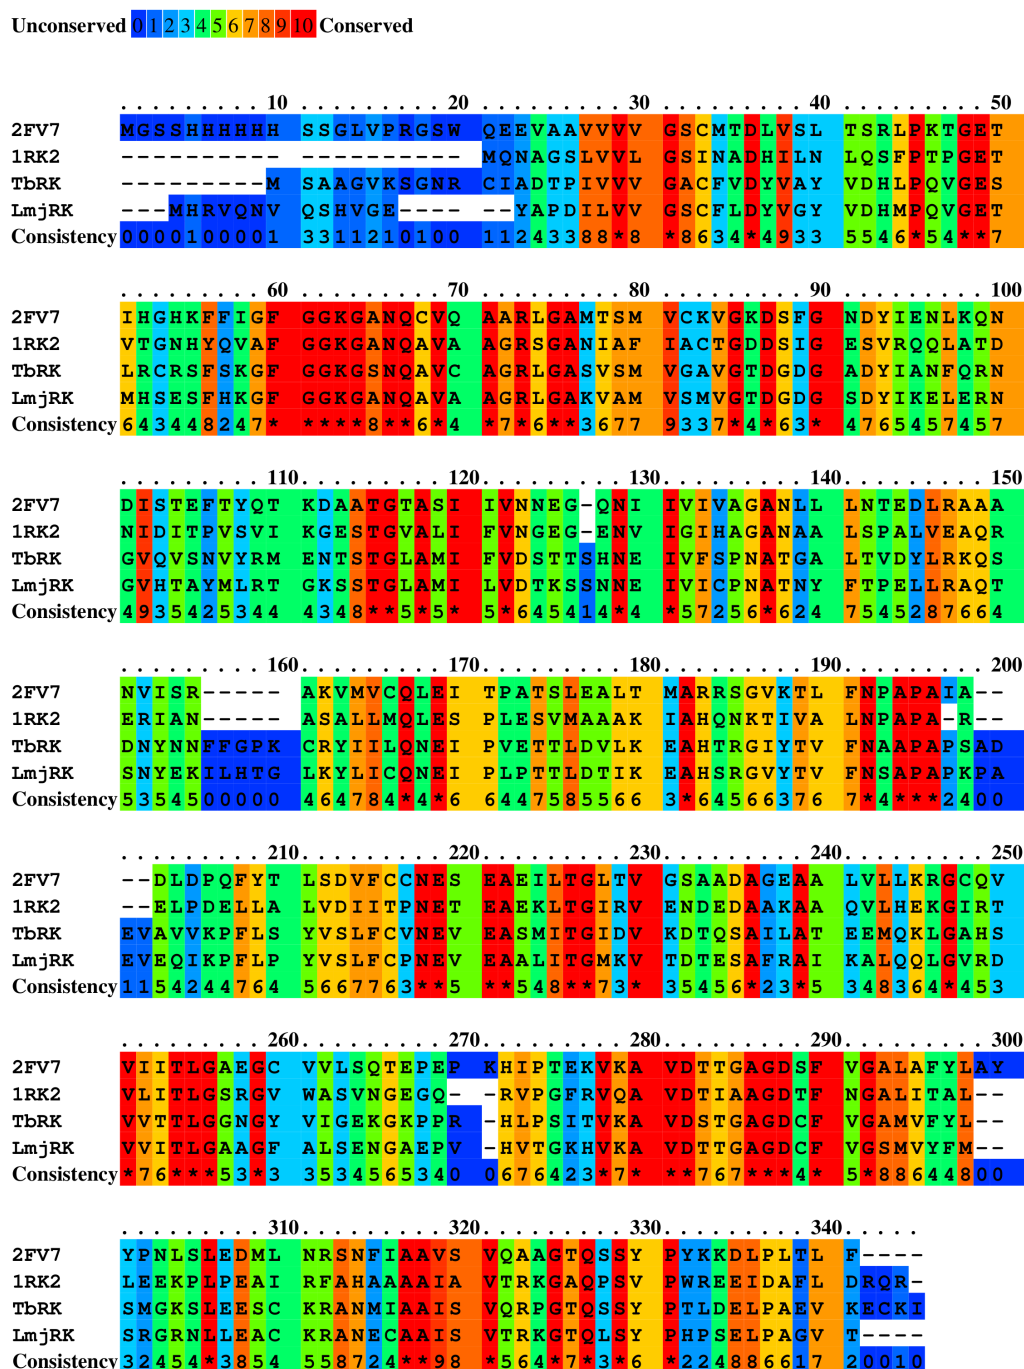 Unconserved 0 1 2 3 4 5 6 7 8 9 10 Conserved
. . . . . . . . . 10 . . . . . . . . . 20 . . . . . . . . . 30 . . . . . . . . . 40 . . . . . . . . . 50
2FV7 MGSSHHHHHH SSGLVPRGSW QEEVAAVVVV GSCMTDLVSL TSRLPKTGET
1RK2 ---------- ---------- MQNAGSLVVL GSINADHILN LQSFPTPGET
TbRK ---------M SAAGVKSGNR CIADTPIVVV GACFVDYVAY VDHLPQVGES
LmjRK ---MHRVQNV QSHVGE---- --YAPDILVV GSCFLDYVGY VDHMPQVGET
Consistency 0000100001 3311210100 11243388*8 *8634*4933 5546*54**7
. . . . . . . . . 60 . . . . . . . . . 70 . . . . . . . . . 80 . . . . . . . . . 90 . . . . . . . . . 100
2FV7 IHGHKFFIGF GGKGANQCVQ AARLGAMTSM VCKVGKDSFG NDYIENLKQN
1RK2 VTGNHYQVAF GGKGANQAVA AGRSGANIAF IACTGDDSIG ESVRQQLATD
TbRK LRCRSFSKGF GGKGSNQAVC AGRLGASVSM VGAVGTDGDG ADYIANFQRN
LmjRK MHSESFHKGF GGKGANQAVA AGRLGAKVAM VSMVGTDGDG SDYIKELERN
Consistency 643448247* ****8**6*4 *7*6**3677 9337*4*63* 4765457457
. . . . . . . . . 110 . . . . . . . . . 120 . . . . . . . . . 130 . . . . . . . . . 140 . . . . . . . . . 150
2FV7 DISTEFTYQT KDAATGTASI IVNNEG-QNI IVIVAGANLL LNTEDLRAAA
1RK2 NIDITPVSVI KGESTGVALI FVNGEG-ENV IGIHAGANAA LSPALVEAQR
TbRK GVQVSNVYRM ENTSTGLAMI FVDSTTSHNE IVFSPNATGA LTVDYLRKQS
LmjRK GVHTAYMLRT GKSSTGLAMI LVDTKSSNNE IVICPNATNY FTPELLRAQT
Consistency 4935425344 4348**5*5* 5*645414*4 *57256*624 7545287664
. . . . . . . . . 160 . . . . . . . . . 170 . . . . . . . . . 180 . . . . . . . . . 190 . . . . . . . . . 200
2FV7 NVISR----- AKVMVCQLEI TPATSLEALT MARRSGVKTL FNPAPAIA--
1RK2 ERIAN----- ASALLMQLES PLESVMAAAK IAHQNKTIVA LNPAPA-R--
TbRK DNYNNFFGPK CRYIILQNEI PVETTLDVLK EAHTRGIYTV FNAAPAPSAD
LmjRK SNYEKILHTG LKYLICQNEI PLPTTLDTIK EAHSRGVYTV FNSAPAPKPA
Consistency 5354500000 464784*4*6 6447585566 3*64566376 7*4***2400
. . . . . . . . . 210 . . . . . . . . . 220 . . . . . . . . . 230 . . . . . . . . . 240 . . . . . . . . . 250
2FV7 --DLDPQFYT LSDVFCCNES EAEILTGLTV GSAADAGEAA LVLLKRGCQV
1RK2 --ELPDELLA LVDIITPNET EAEKLTGIRV ENDEDAAKAA QVLHEKGIRT
TbRK EVAVVKPFLS YVSLFCVNEV EASMITGIDV KDTQSAILAT EEMQKLGAHS
LmjRK EVEQIKPFLP YVSLFCPNEV EAALITGMKV TDTESAFRAI KALQQLGVRD
Consistency 1154244764 5667763**5 **548**73* 35456*23*5 348364*453
. . . . . . . . . 260 . . . . . . . . . 270 . . . . . . . . . 280 . . . . . . . . . 290 . . . . . . . . . 300
2FV7 VIITLGAEGC VVLSQTEPEP KHIPTEKVKA VDTTGAGDSF VGALAFYLAY
1RK2 VLITLGSRGV WASVNGEGQ- -RVPGFRVQA VDTIAAGDTF NGALITAL--
TbRK VVTTLGGNGY VIGEKGKPPR -HLPSITVKA VDSTGAGDCF VGAMVFYL--
LmjRK VVITLGAAGF ALSENGAEPV -HVTGKHVKA VDTTGAGDCF VGSMVYFM--
Consistency *76***53*3 3534565340 0676423*7* **767***4* 5*88644800
. . . . . . . . . 310 . . . . . . . . . 320 . . . . . . . . . 330 . . . . . . . . . 340 . . . .
2FV7 YPNLSLEDML NRSNFIAAVS VQAAGTQSSY PYKKDLPLTL F----
1RK2 LEEKPLPEAI RFAHAAAAIA VTRKGAQPSV PWREEIDAFL DRQR-
TbRK SMGKSLEESC KRANMIAAIS VQRPGTQSSY PTLDELPAEV KECKI
LmjRK SRGRNLLEAC KRANECAAIS VTRKGTQLSY PHPSELPAGV T----
Consistency 32454*3854 558724**98 *564*7*3*6 *224886617 20010